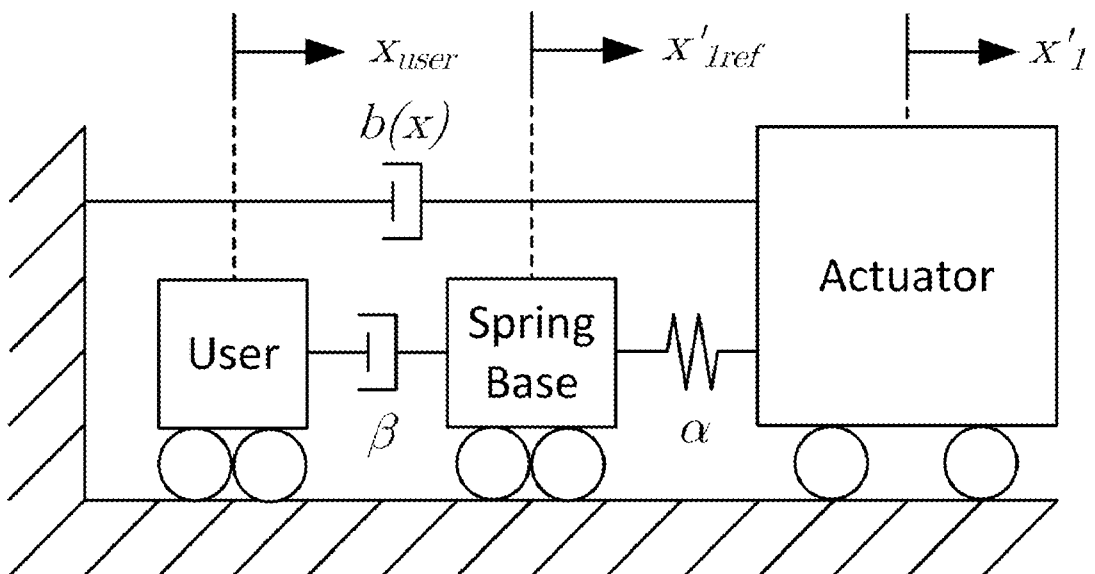 x_user
x'_1ref
x'_1
b(x)
Actuator
User
Spring
Base
β
α